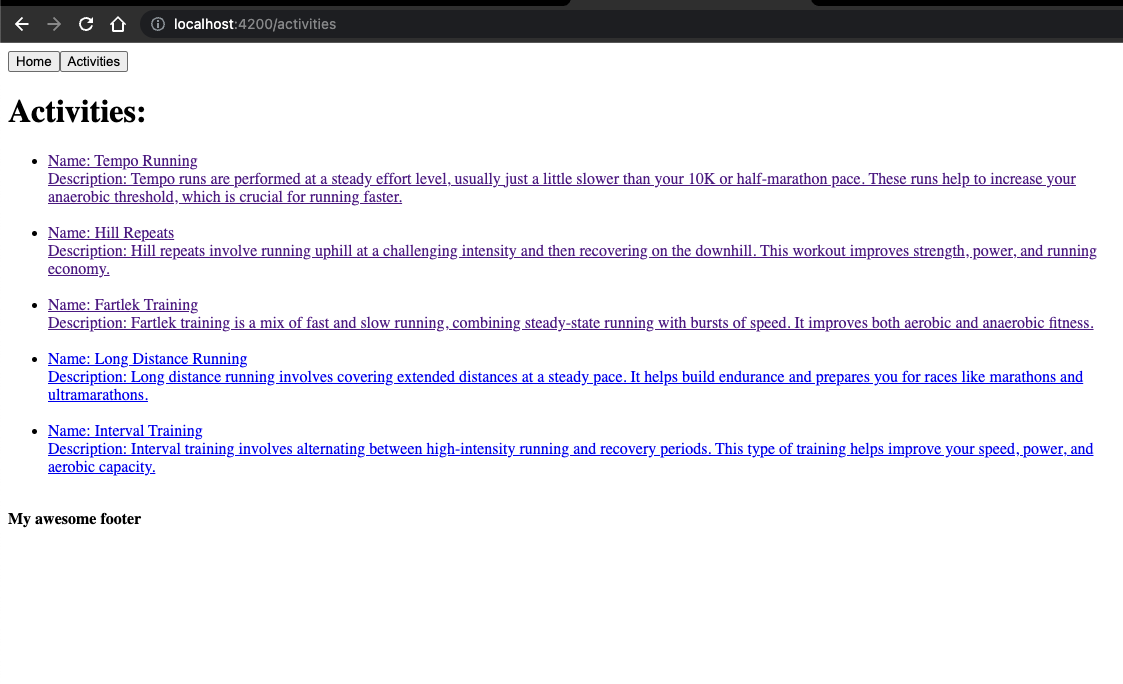 localhost:4200/activities
Home Activities
Activities:
Name: Tempo Running
Description: Tempo runs are performed at a steady effort level, usually just a little slower than your 10K or half-marathon pace. These runs help to increase your
anaerobic threshold, which is crucial for running faster.
Name: Hill Repeats
Description: Hill repeats involve running uphill at a challenging intensity and then recovering on the downhill. This workout improves strength, power, and running
economy.
Name: Fartlek Training
Description: Fartlek training is a mix of fast and slow running, combining steady-state running with bursts of speed. It improves both aerobic and anaerobic fitness.
Name: Long Distance Running
Description: Long distance running involves covering extended distances at a steady pace. It helps build endurance and prepares you for races like marathons and
ultramarathons.
Name: Interval Training
Description: Interval training involves alternating between high-intensity running and recovery periods. This type of training helps improve your speed, power, and
aerobic capacity.
My awesome footer